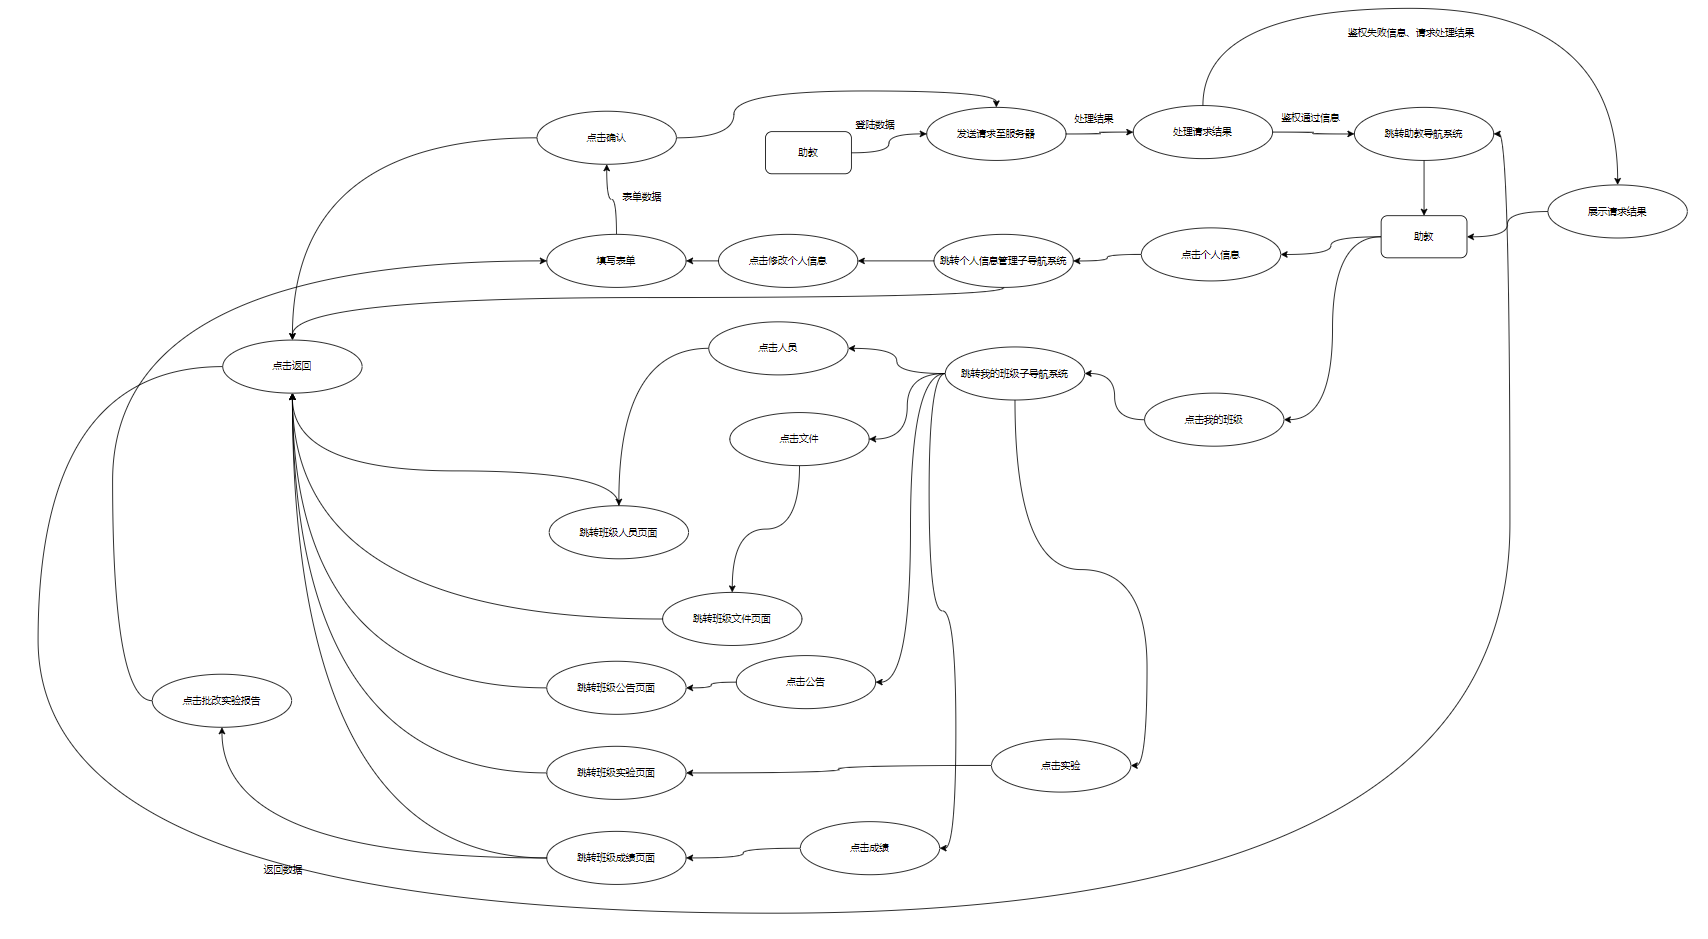 鉴权失败信息、请求处理结果
登陆数据
处理结果
鉴权通过信息
点击确认
助教
发送请求至服务器
处理请求结果
跳转助教导航系统
表单数据
展示请求结果
助教
填写表单
点击修改个人信息
跳转个人信息管理子导航系统
点击个人信息
点击返回
点击人员
跳转我的班级子导航系统
点击文件
点击我的班级
跳转班级人员页面
跳转班级文件页面
跳转班级公告页面
点击公告
点击批改实验报告
跳转班级实验页面
点击实验
跳转班级成绩页面
点击成绩
返回数据